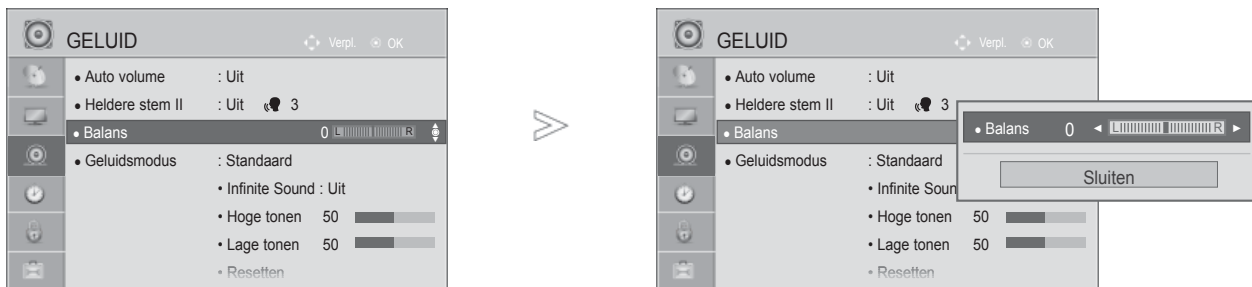 GELUID Verpl. OK
• Auto volume : Uit
• Heldere stem II : Uit 3
• Balans 0 L R
• Geluidsmodus : Standaard
• Infinite Sound : Uit
• Hoge tonen 50
• Lage tonen 50
• Resetten
GELUID Verpl. OK
• Auto volume : Uit
• Heldere stem II : Uit 3
• Balans
• Geluidsmodus : Standaard
• Infinite Soun
• Hoge tonen 50
• Lage tonen 50
• Resetten
• Balans 0 ◄ L R ►
Sluiten